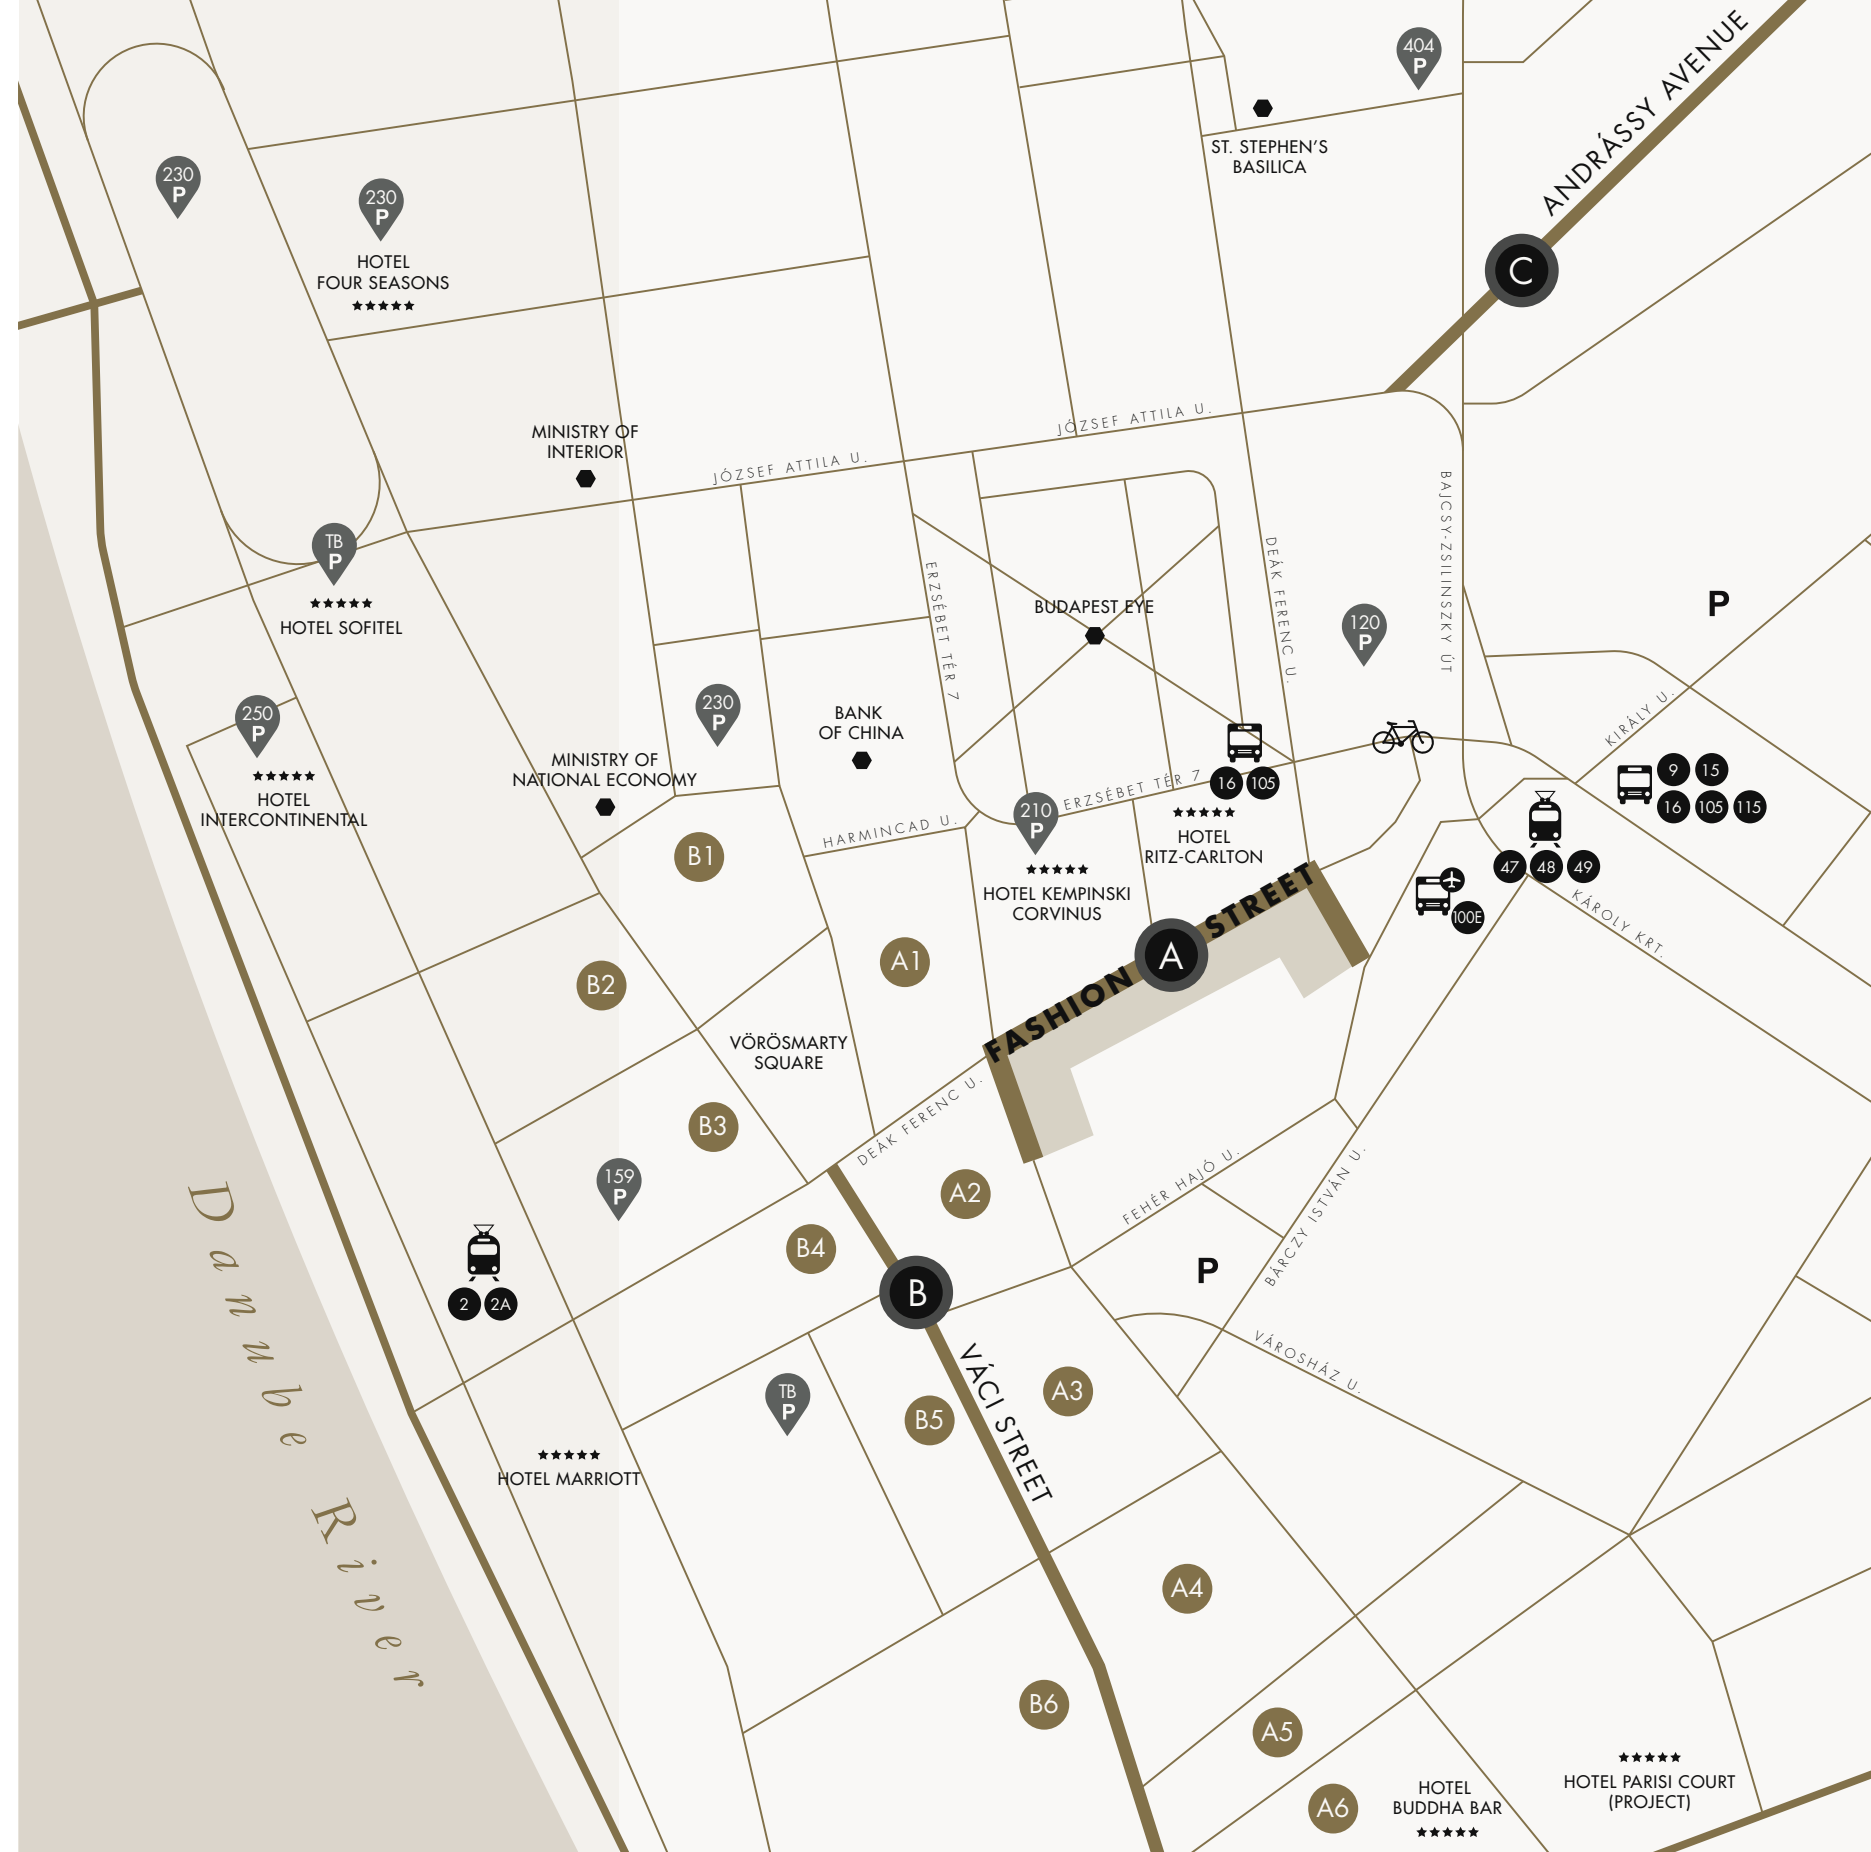 404
P
ANDRÁSSY AVENUE
ST. STEPHEN'S
BASILICA
230
P
230
P
HOTEL
FOUR SEASONS
★★★★★
C
MINISTRY OF
INTERIOR
JÓZSEF ATTILA U.
JÓZSEF ATTILA U.
BAJCSY-ZSILINSZKY ÚT
TB
P
★★★★★
HOTEL SOFITEL
ERZSÉBET TÉR 7
BUDAPEST EYE
DEÁK FERENC U.
120
P
P
KIRÁLY U.
250
P
★★★★★
HOTEL
INTERCONTINENTAL
230
P
BANK
OF CHINA
MINISTRY OF
NATIONAL ECONOMY
16
105
ERZSÉBET TÉR 7
210
P
★★★★★
HOTEL
RITZ-CARLTON
9
15
16
105
115
HARMINCAD U.
B1
★★★★★
HOTEL KEMPINSKI
CORVINUS
47
48
49
100E
KÁROLY KRT.
FASHION
A
STREET
A1
B2
VÖRÖSMARTY
SQUARE
DEÁK FERENC U.
B3
159
P
A2
FEHÉR HAJÓ U.
BÁRCZY ISTVÁN U.
P
B4
2
2A
B
Danube River
VÁCI STREET
VÁROSHÁZ U.
TB
P
A3
B5
★★★★★
HOTEL MARRIOTT
A4
B6
A5
A6
HOTEL
BUDDHA BAR
★★★★★
★★★★★
HOTEL PARISI COURT
(PROJECT)